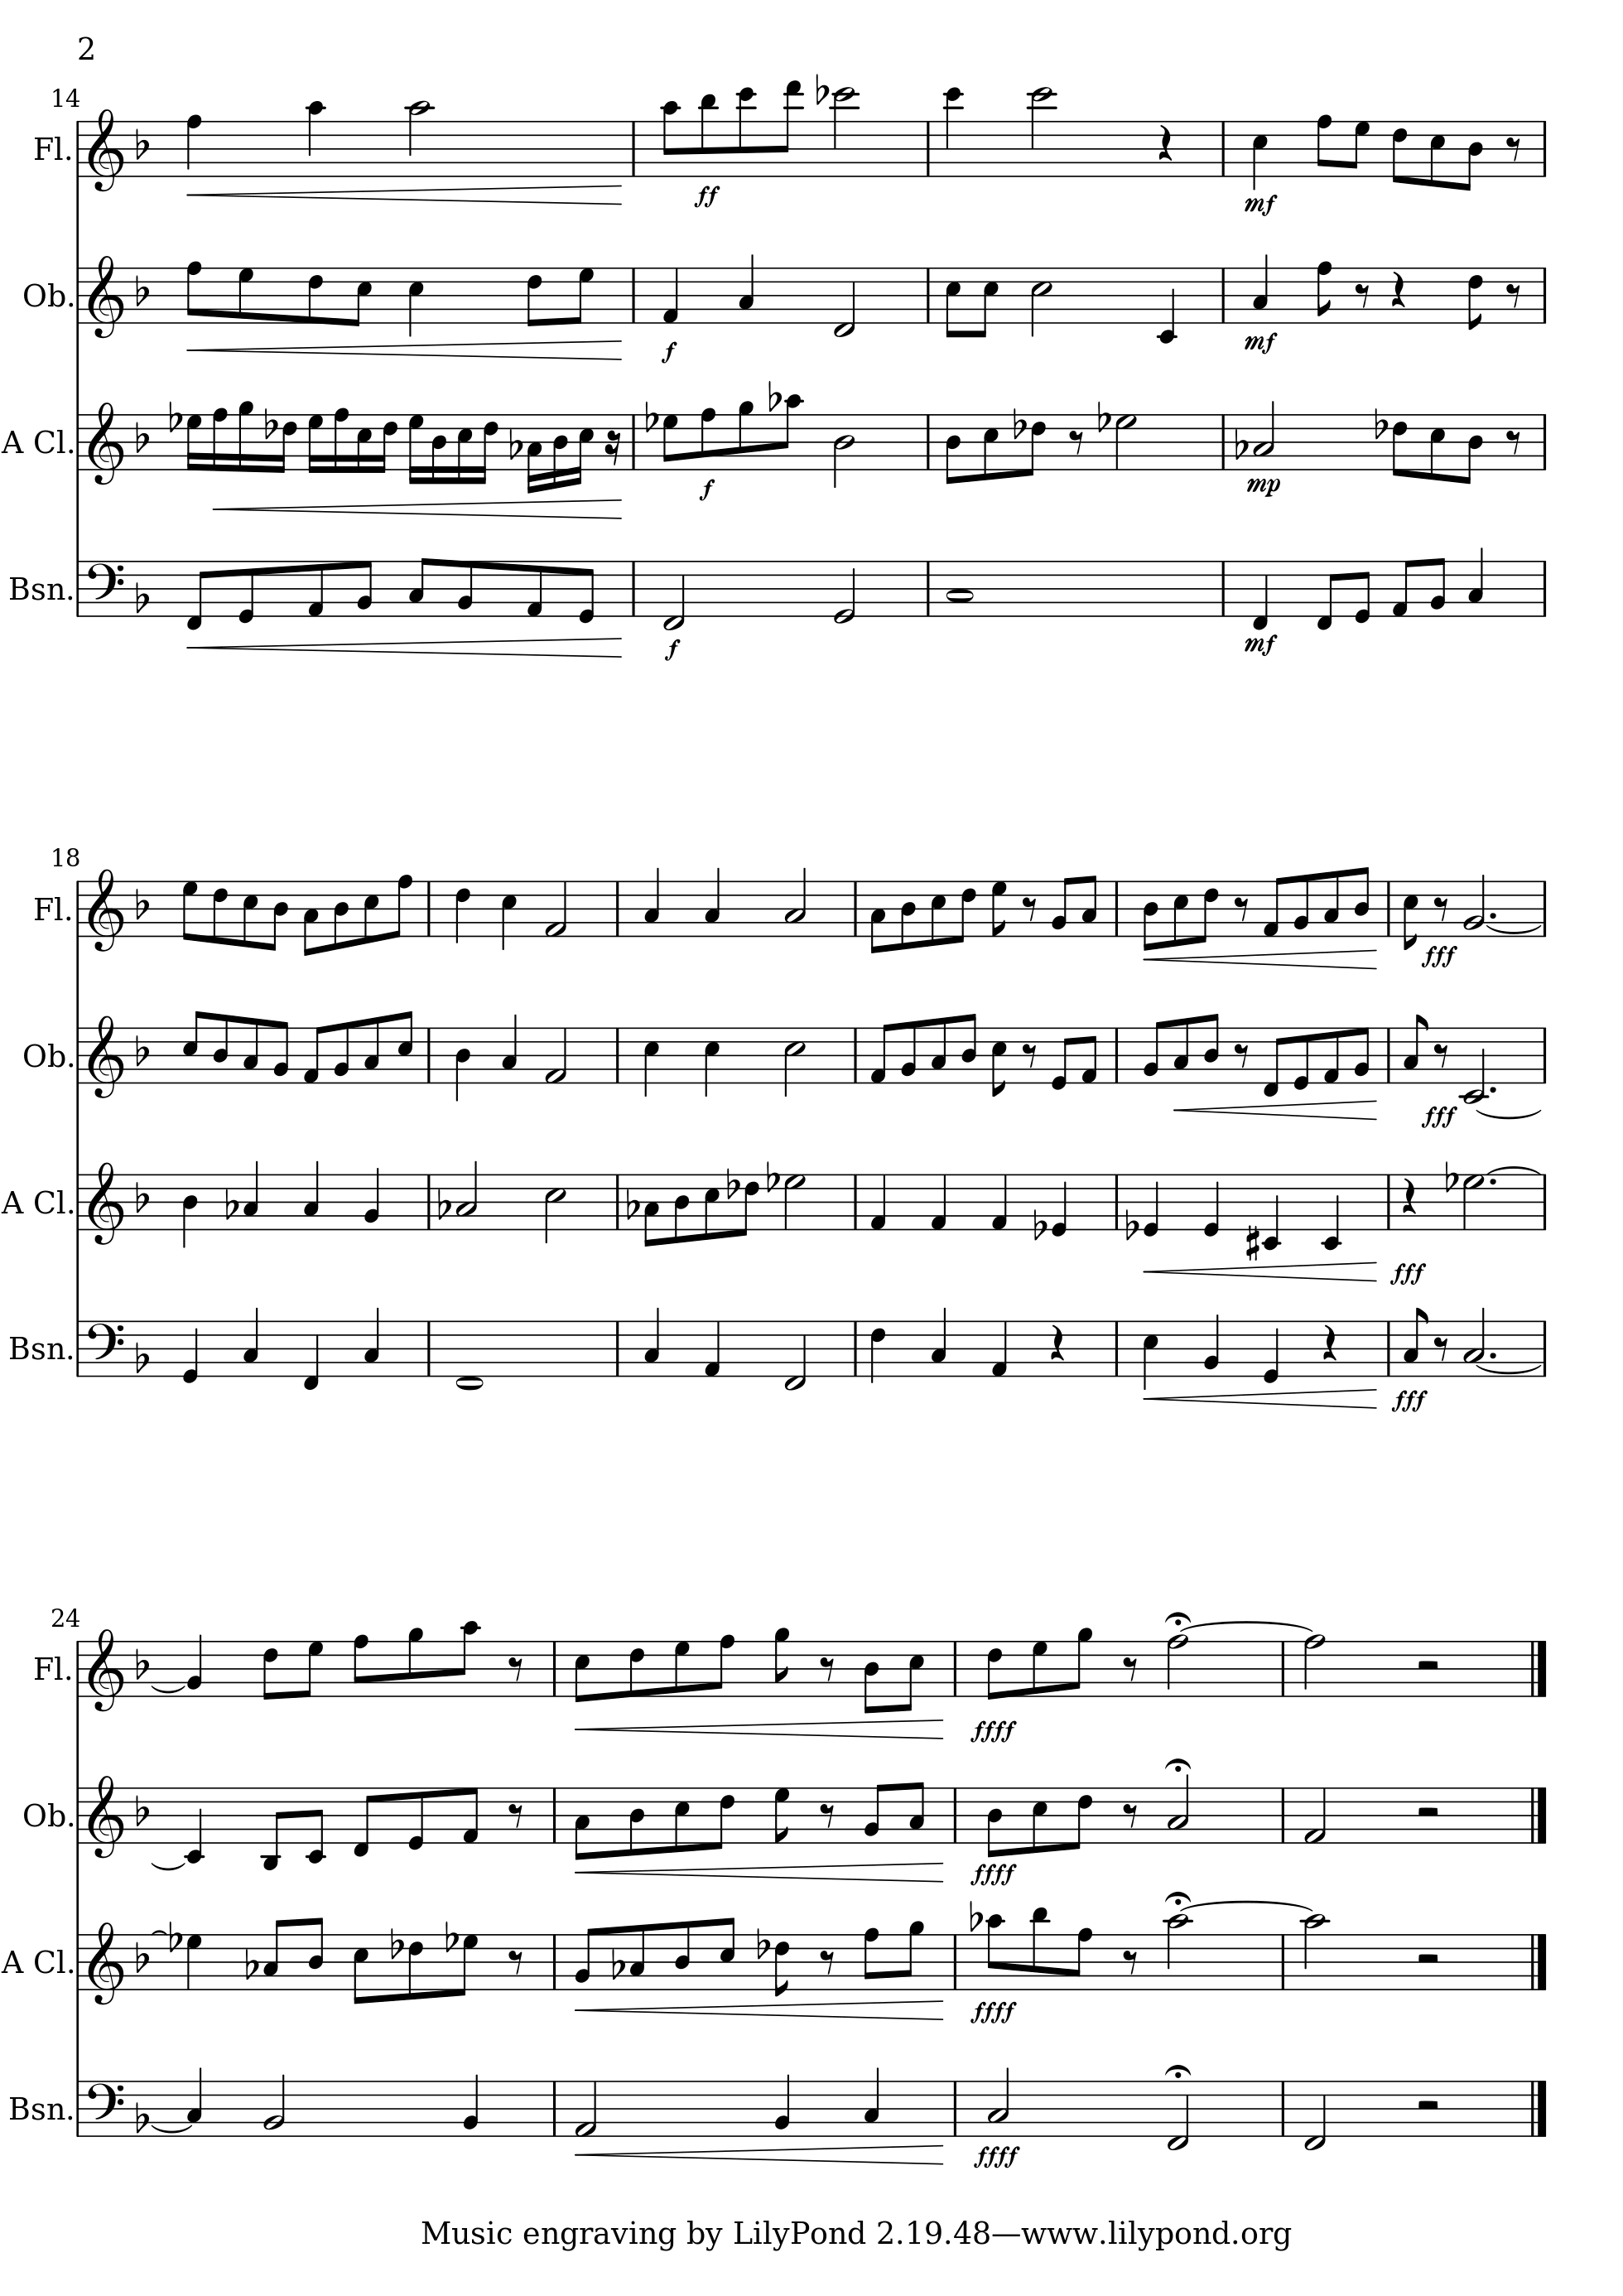 2
14
Fl.
ff
mf
Ob.
f
mf
A Cl.
f
mp
Bsn.
f
mf
18
Fl.
fff
Ob.
fff
A Cl.
fff
Bsn.
fff
24
Fl.
ffff
Ob.
ffff
A Cl.
ffff
Bsn.
ffff
Music engraving by LilyPond 2.19.48—www.lilypond.org